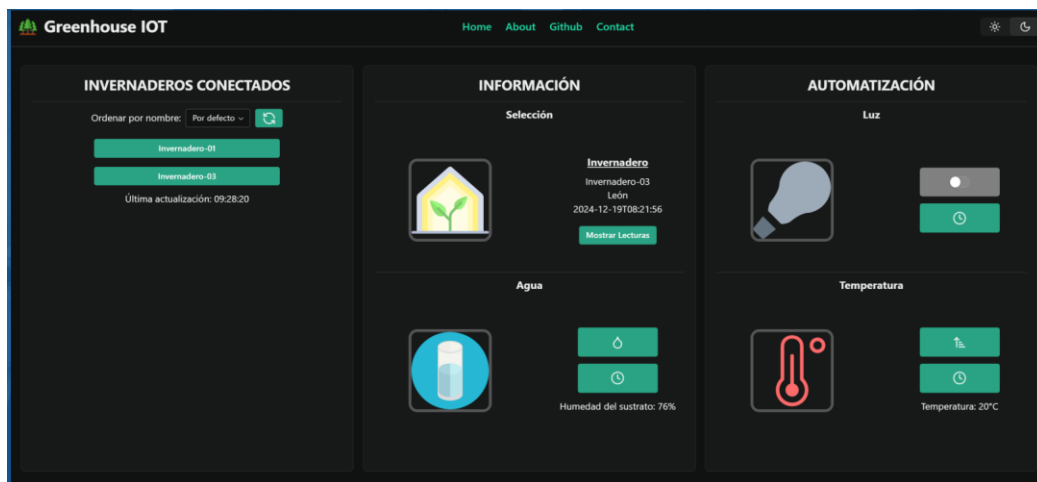 Greenhouse IOT
Home About Github Contact
INVERNADEROS CONECTADOS
Ordenar por nombre: Por defecto
Invernadero-01
Invernadero-03
Última actualización: 09:28:20
INFORMACIÓN
Selección
Invernadero
Invernadero-03
León
2024-12-19T08:21:56
Mostrar Lecturas
Agua
Humedad del sustrato: 76%
AUTOMATIZACIÓN
Luz
Temperatura
Temperatura: 20°C